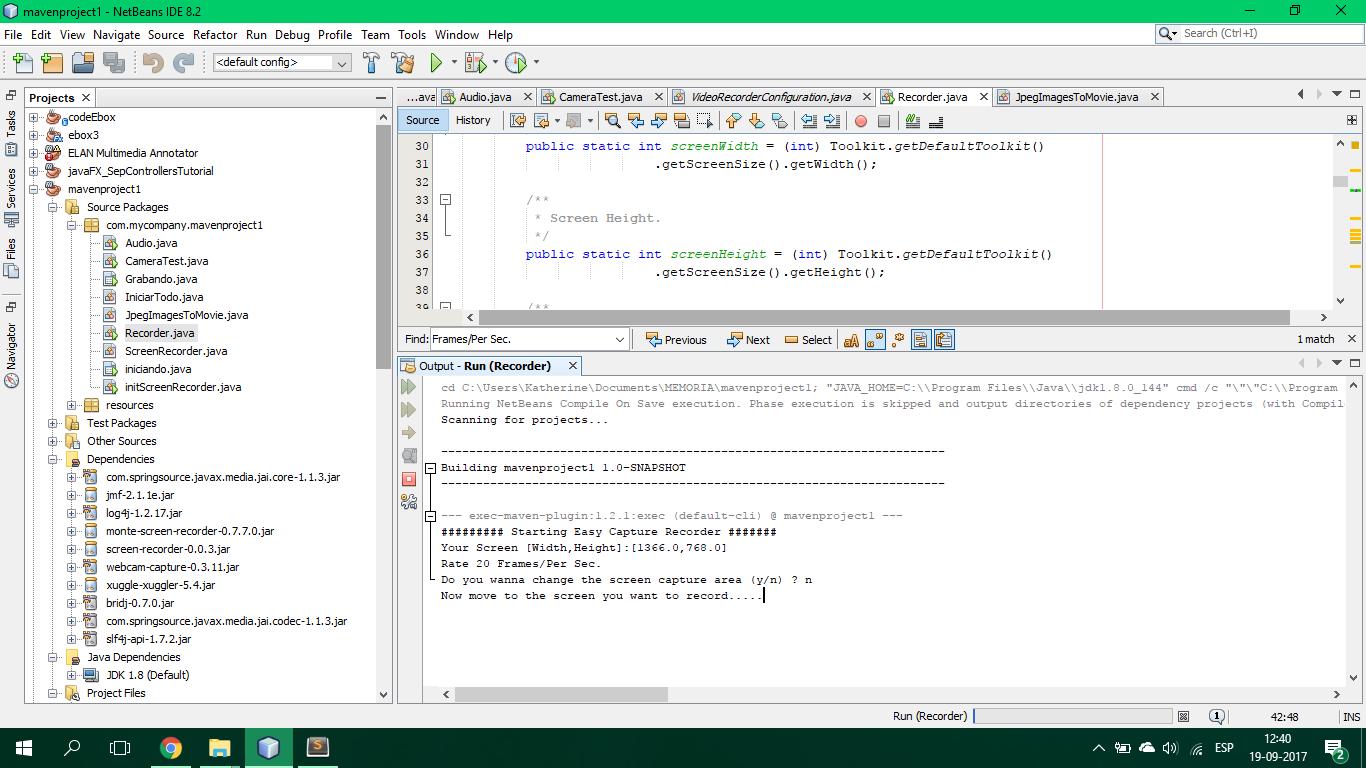 mavenproject1 - NetBeans IDE 8.2
File Edit View Navigate Source Refactor Run Debug Profile Team Tools Window Help
Search (Ctrl+I)
<default config>
Tasks
Services
Files
Navigator
Projects
codeEbox
ebox3
ELAN Multimedia Annotator
javaFX_SepControllersTutorial
mavenproject1
Source Packages
com.mycompany.mavenproject1
Audio.java
CameraTest.java
Grabando.java
IniciarTodo.java
JpegImagesToMovie.java
Recorder.java
ScreenRecorder.java
iniciando.java
initScreenRecorder.java
resources
Test Packages
Other Sources
Dependencies
com.springsource.javax.media.jai.core-1.1.3.jar
jmf-2.1.1e.jar
log4j-1.2.17.jar
monte-screen-recorder-0.7.7.0.jar
screen-recorder-0.0.3.jar
webcam-capture-0.3.11.jar
xuggle-xuggler-5.4.jar
bridj-0.7.0.jar
com.springsource.javax.media.jai.codec-1.1.3.jar
slf4j-api-1.7.2.jar
Java Dependencies
JDK 1.8 (Default)
Project Files
...ava Audio.java CameraTest.java VideoRecorderConfiguration.java Recorder.java JpegImagesToMovie.java
Source History
30 public static int screenWidth = (int) Toolkit.getDefaultToolkit()
31 .getScreenSize().getWidth();
32
33 /**
34 * Screen Height.
35 */
36 public static int screenHeight = (int) Toolkit.getDefaultToolkit()
37 .getScreenSize().getHeight();
38
39 /**
Find: Frames/Per Sec. Previous Next Select 1 match
Output - Run (Recorder)
cd C:\Users\Katherine\Documents\MEMORIA\mavenproject1; "JAVA_HOME=C:\\Program Files\\Java\\jdk1.8.0_144" cmd /c "\"\"C:\\Program
Running NetBeans Compile On Save execution. Phase execution is skipped and output directories of dependency projects (with Compil
Scanning for projects...
------------------------------------------------------------------------
Building mavenproject1 1.0-SNAPSHOT
------------------------------------------------------------------------
--- exec-maven-plugin:1.2.1:exec (default-cli) @ mavenproject1 ---
######### Starting Easy Capture Recorder #######
Your Screen [Width,Height]:[1366.0,768.0]
Rate 20 Frames/Per Sec.
Do you wanna change the screen capture area (y/n) ? n
Now move to the screen you want to record.....
Run (Recorder) 1 42:48 INS
ESP
12:40
19-09-2017
2